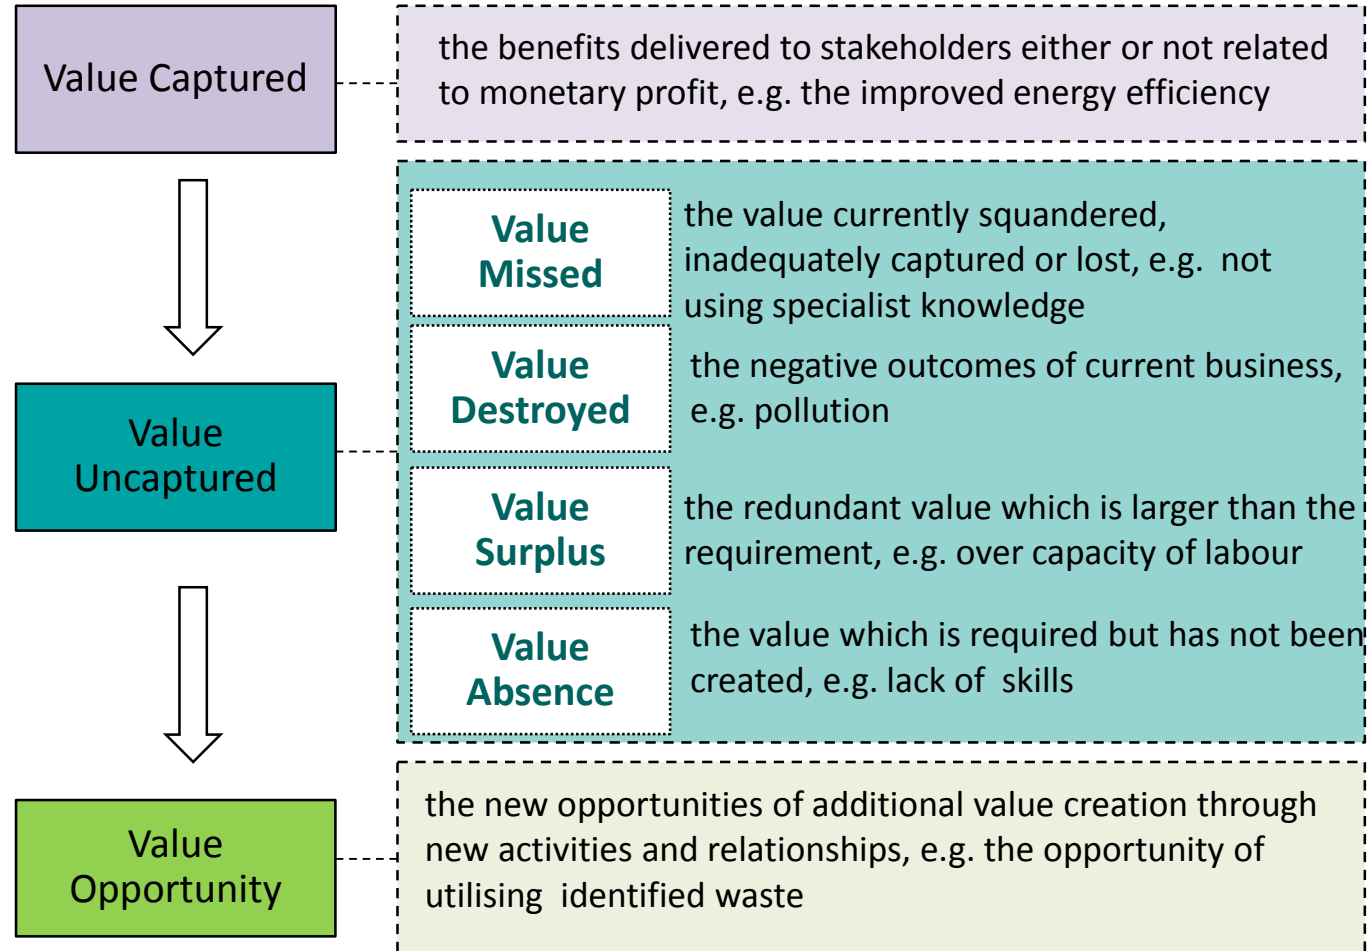 Value Captured
the benefits delivered to stakeholders either or not related
to monetary profit, e.g. the improved energy efficiency
Value
Uncaptured
Value
Missed
the value currently squandered,
inadequately captured or lost, e.g. not
using specialist knowledge
Value
Destroyed
the negative outcomes of current business,
e.g. pollution
Value
Surplus
the redundant value which is larger than the
requirement, e.g. over capacity of labour
Value
Absence
the value which is required but has not been
created, e.g. lack of skills
Value
Opportunity
the new opportunities of additional value creation through
new activities and relationships, e.g. the opportunity of
utilising identified waste